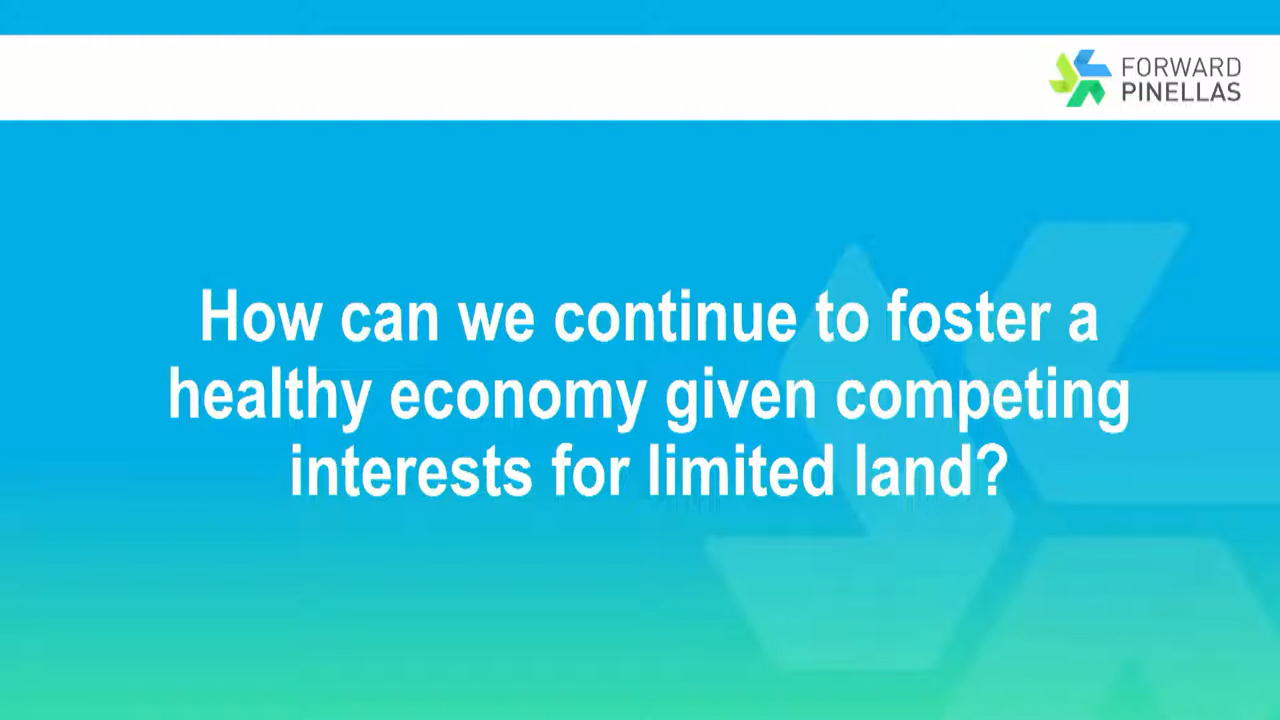 FORWARD
PINELLAS
How can we continue to foster a
healthy economy given competing
interests for limited land?